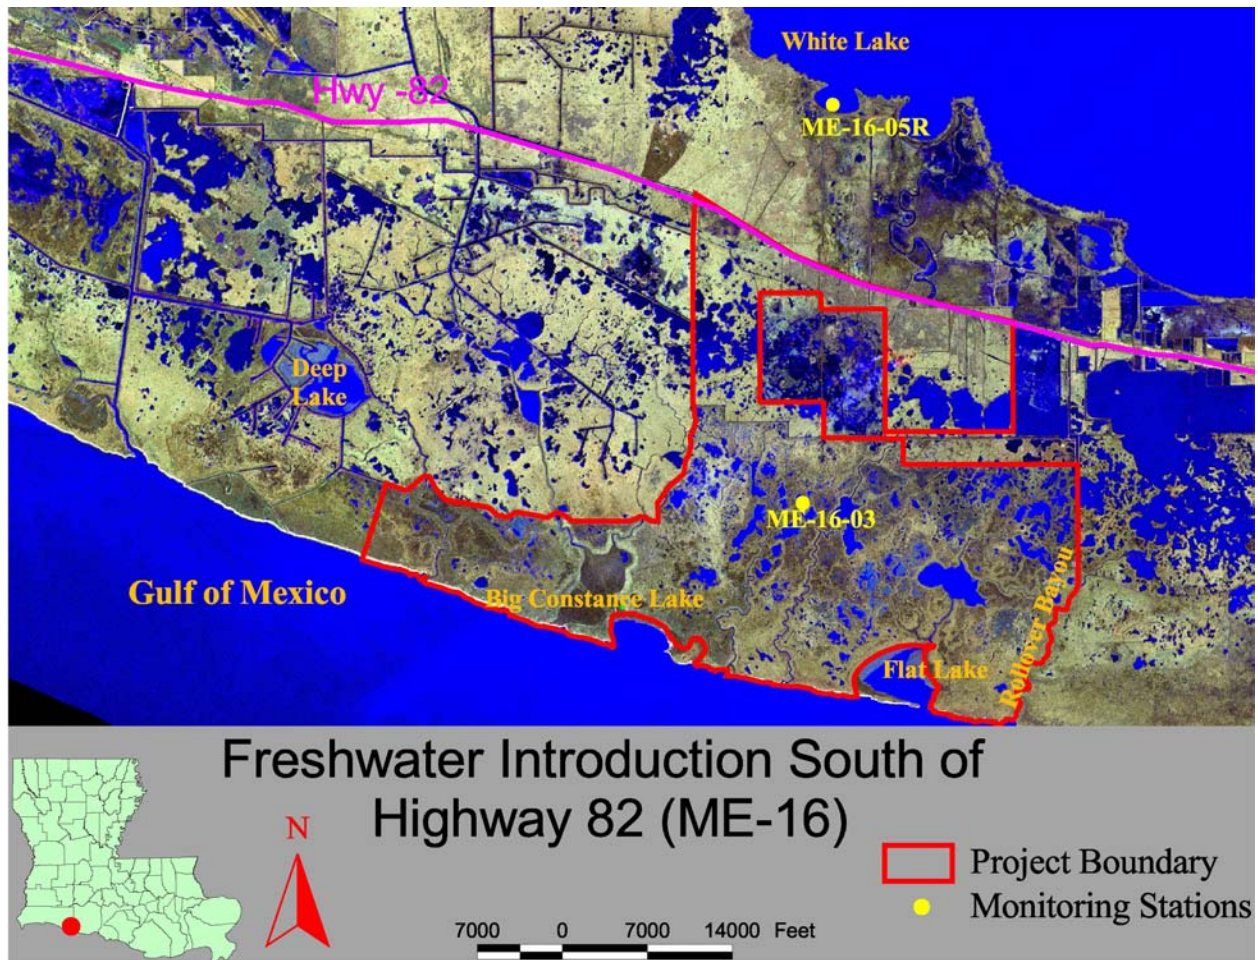 White Lake
Hwy -82
ME-16-05R
Deep
Lake
ME-16-03
Gulf of Mexico
Big Constance Lake
Rollover Bayou
Flat Lake
Freshwater Introduction South of
Highway 82 (ME-16)
N
Project Boundary
Monitoring Stations
7000 0 7000 14000 Feet